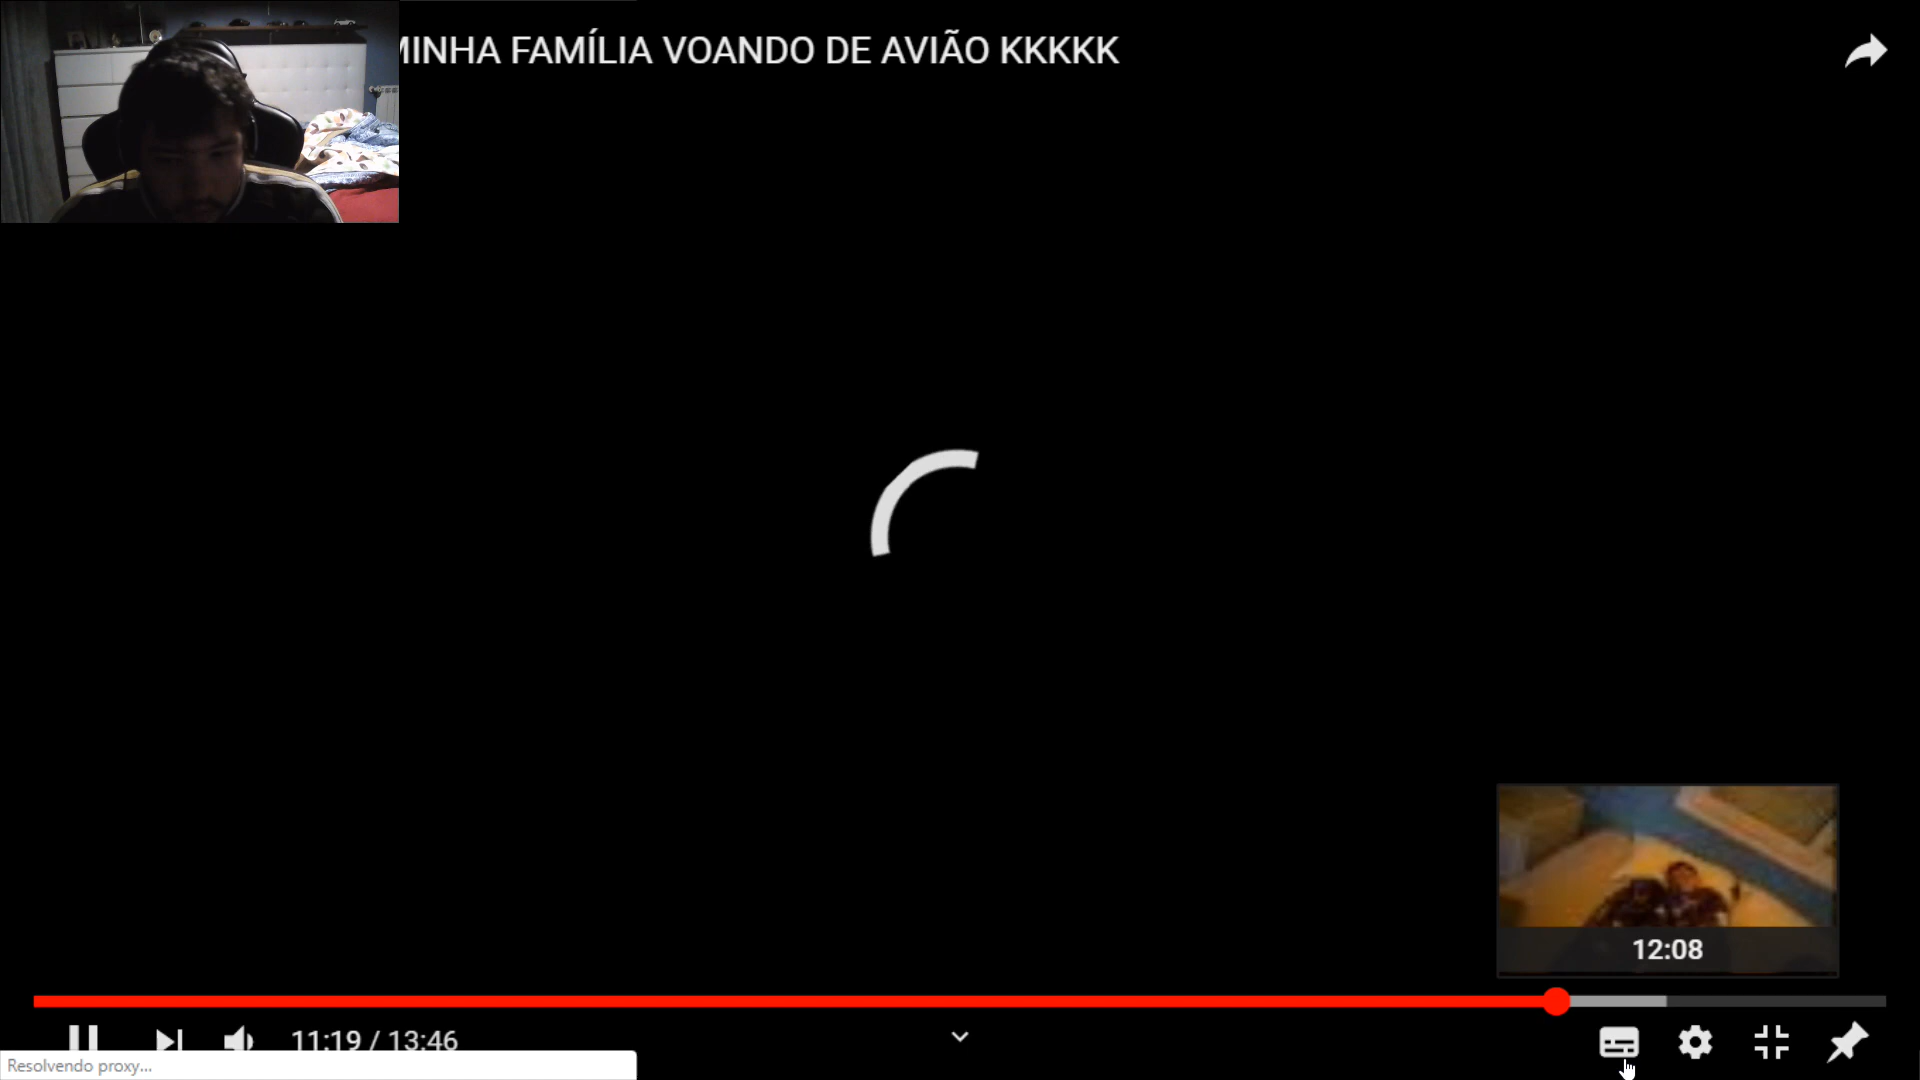 MINHA FAMÍLIA VOANDO DE AVIÃO KKKKK
12:08
11:19 / 13:46
Resolvendo proxy...